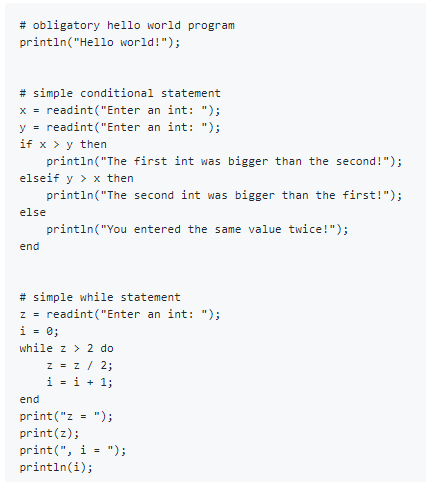 # obligatory hello world program
println("Hello world!");
# simple conditional statement
x = readint("Enter an int: ");
y = readint("Enter an int: ");
if x > y then
    println("The first int was bigger than the second!");
elseif y > x then
    println("The second int was bigger than the first!");
else
    println("You entered the same value twice!");
end
# simple while statement
z = readint("Enter an int: ");
i = 0;
while z > 2 do
    z = z / 2;
    i = i + 1;
end
print("z = ");
print(z);
print(", i = ");
println(i);